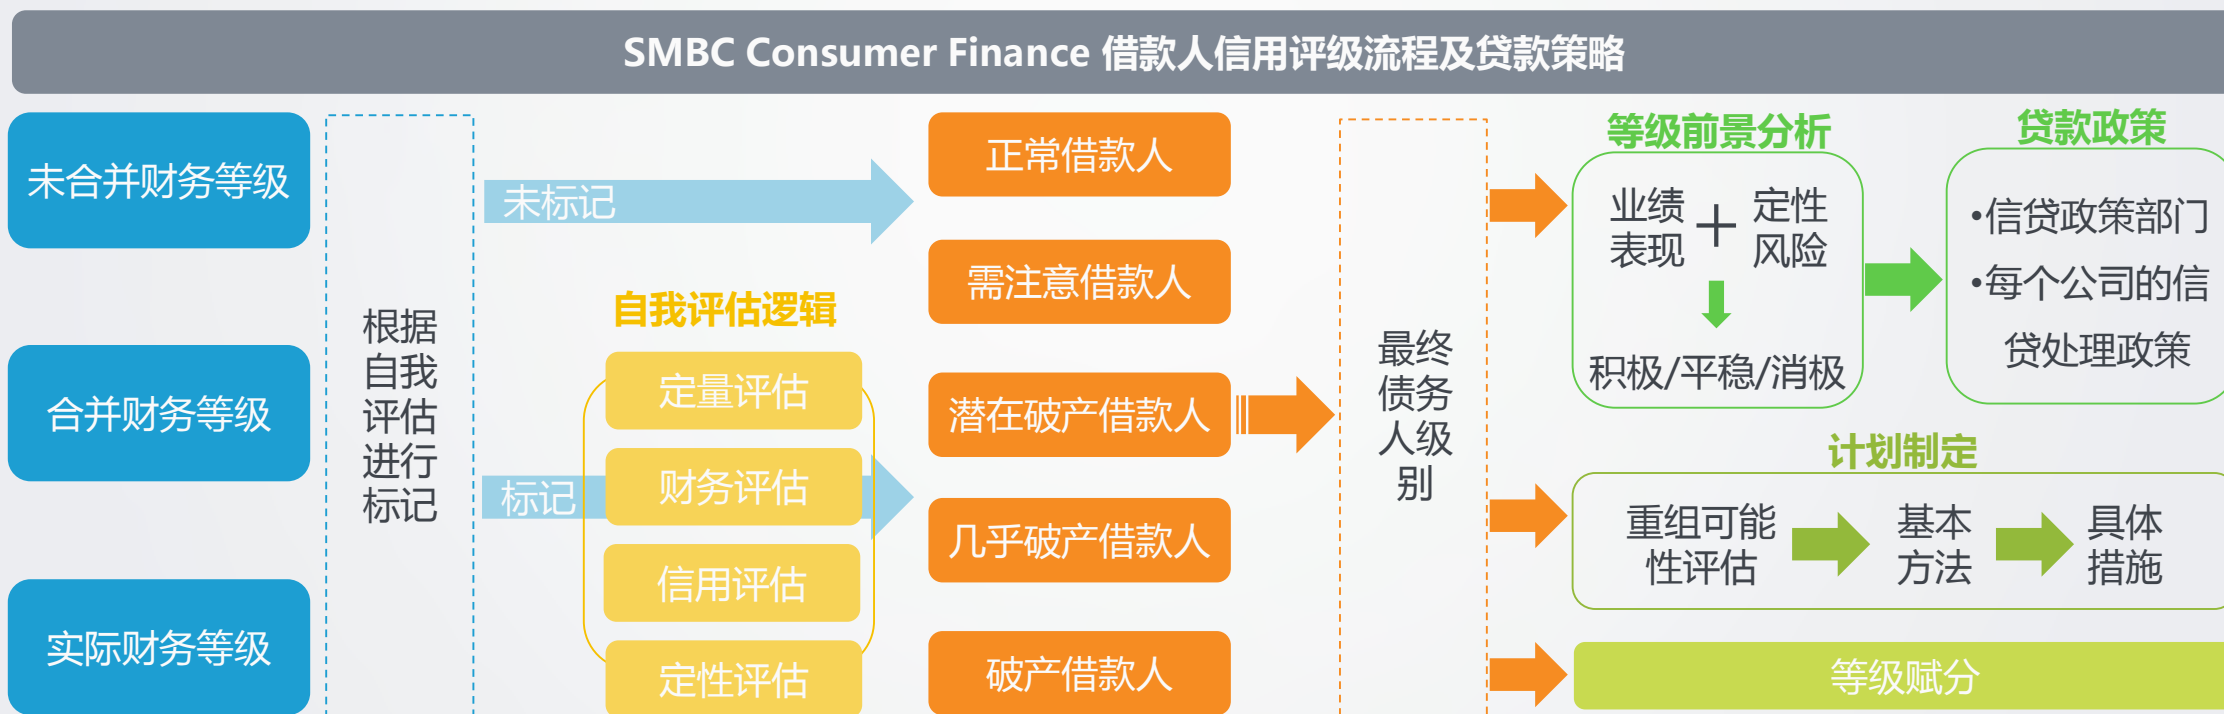 SMBC Consumer Finance 借款人信用评级流程及贷款策略
未合并财务等级
合并财务等级
实际财务等级
根据
自我
评估
进行
标记
未标记
标记
自我评估逻辑
定量评估
财务评估
信用评估
定性评估
正常借款人
需注意借款人
潜在破产借款人
几乎破产借款人
破产借款人
最终
债务
人级
别
等级前景分析
业绩
表现
+
定性
风险
积极/平稳/消极
贷款政策
•信贷政策部门
•每个公司的信
贷处理政策
计划制定
重组可能
性评估
基本
方法
具体
措施
等级赋分